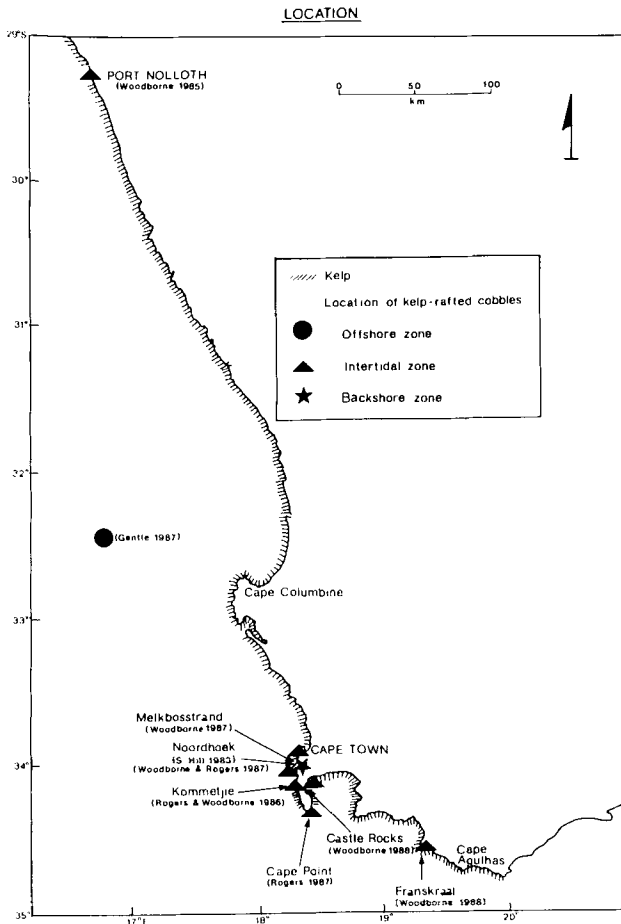 LOCATION
29°S
PORT NOLLOTH
(Woodborne 1985)
0 50 100
km
30°
Kelp
Location of kelp-rafted cobbles
Offshore zone
Intertidal zone
Backshore zone
31°
32°
(Gentle 1987)
Cape Columbine
33°
Melkbosstrand
(Woodborne 1987)
CAPE TOWN
Noordhoek
(S. Hill 1983)
(Woodborne & Rogers 1987)
34°
Kommetjie
(Rogers & Woodborne 1986)
Castle Rocks
(Woodborne 1988)
Cape Point
(Rogers 1987)
Cape
Agulhas
Franskraal
(Woodborne 1988)
35°
17°E
18°
19°
20°